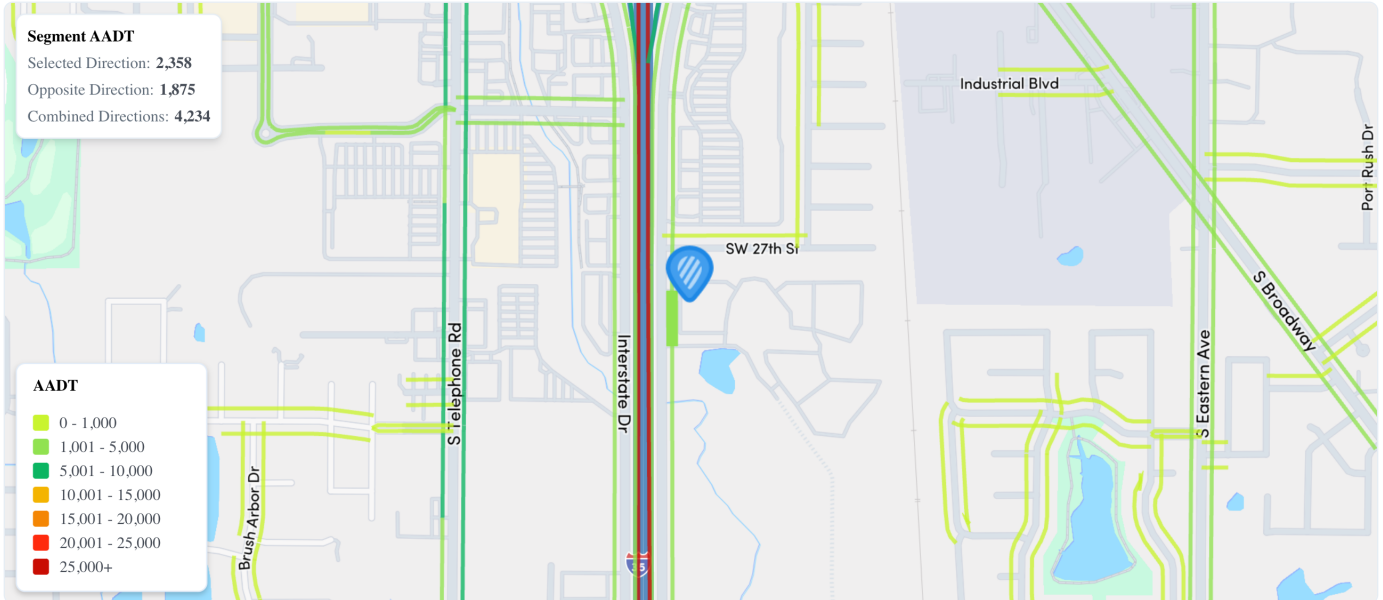 Segment AADT
Selected Direction: 2,358
Opposite Direction: 1,875
Combined Directions: 4,234
Industrial Blvd
Port Rush Dr
SW 27th St
S Broadway
S Telephone Rd
Interstate Dr
S Eastern Ave
Brush Arbor Dr
AADT
0 - 1,000
1,001 - 5,000
5,001 - 10,000
10,001 - 15,000
15,001 - 20,000
20,001 - 25,000
25,000+